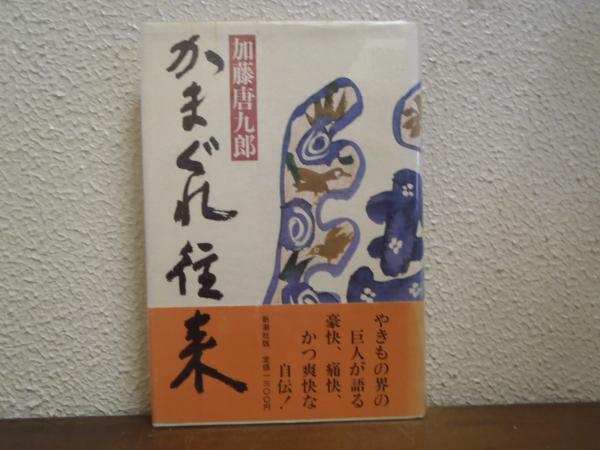 加藤唐九郎
かまぐれ往来
やきもの界の
巨人が語る
豪快、痛快、
かつ爽快な
自伝!
新潮社版 定価一三〇〇円